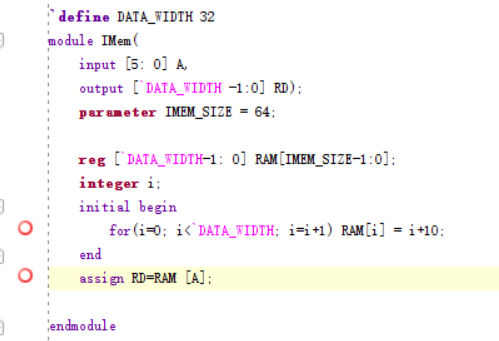 `define DATA_WIDTH 32
module IMem(
input [5: 0] A,
output [`DATA_WIDTH -1:0] RD);
parameter IMEM_SIZE = 64;
reg [`DATA_WIDTH-1: 0] RAM[IMEM_SIZE-1:0];
integer i;
initial begin
for(i=0; i<`DATA_WIDTH; i=i+1) RAM[i] = i+10;
end
assign RD=RAM [A];
endmodule